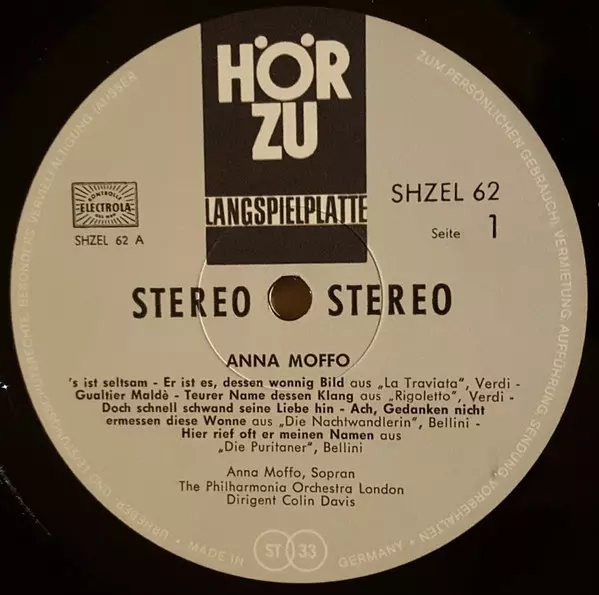 HÖR
ZU
LANGSPIELPLATTE
ELECTROLA
SHZEL 62 A
SHZEL 62
Seite 1
STEREO STEREO
ANNA MOFFO
's ist seltsam - Er ist es, dessen wonnig Bild aus „La Traviata", Verdi -
Gualtier Maldè - Teurer Name dessen Klang aus „Rigoletto", Verdi -
Doch schnell schwand seine Liebe hin - Ach, Gedanken nicht
ermessen diese Wonne aus „Die Nachtwandlerin", Bellini -
Hier rief oft er meinen Namen aus
„Die Puritaner", Bellini
Anna Moffo, Sopran
The Philharmonia Orchestra London
Dirigent Colin Davis
ST 33
MADE IN GERMANY
ZUM PERSÖNLICHEN GEBRAUCH), VERMIETUNG, AUFFÜHRUNG, SENDUNG, VORBEHALTEN